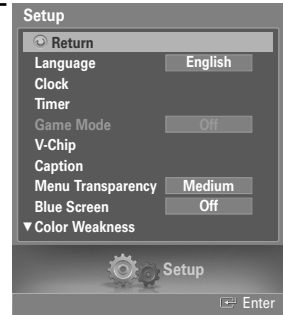 Setup
Return
Language English
Clock
Timer
Game Mode Off
V-Chip
Caption
Menu Transparency Medium
Blue Screen Off
▼Color Weakness
Setup
Enter